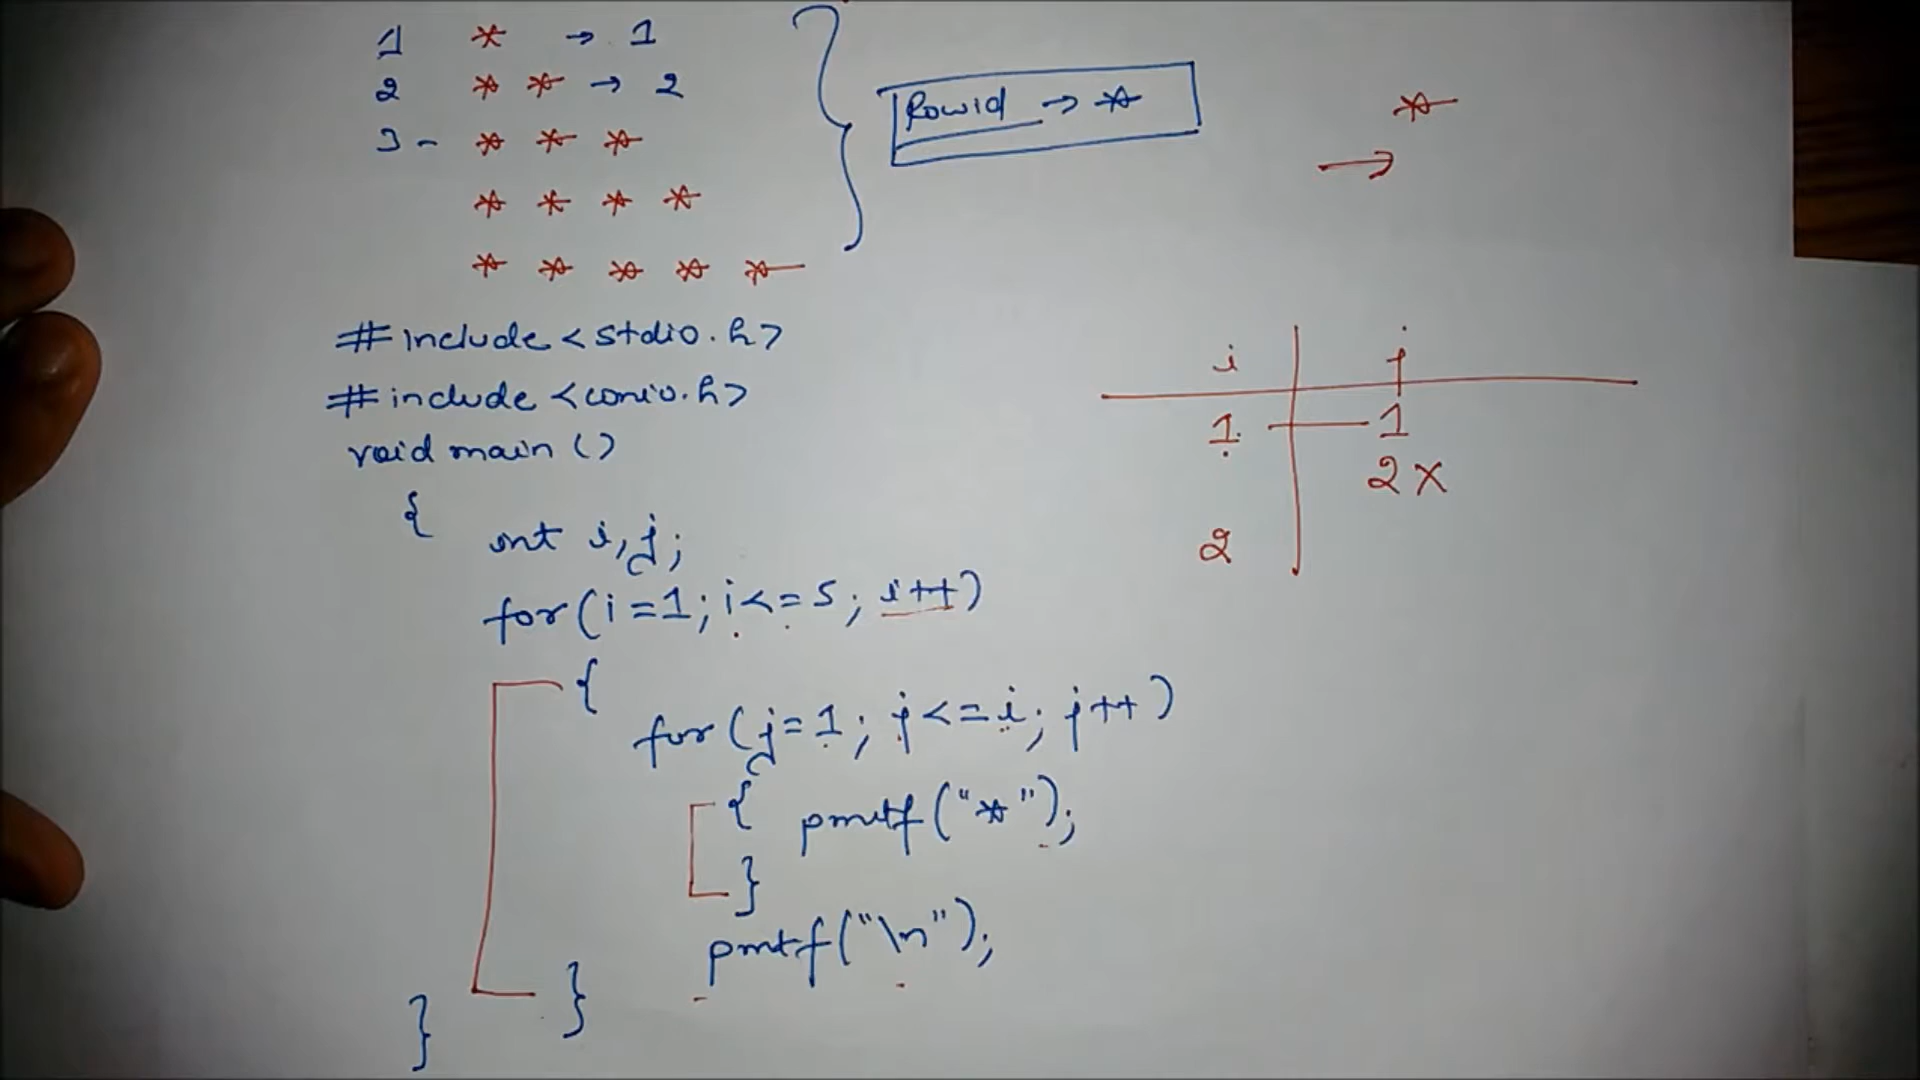 1 * → 1
2 * * → 2
3 - * * *
* * * *
* * * * *
Rowid → *
→ *
#include <stdio.h>
#include <conio.h>
void main ()
{
int i,j;
for(i=1; i<=5; i++)
{
for(j=1; j<=i; j++)
{ printf("*");
}
printf("\n");
}
}
i j
1 1
2 X
2